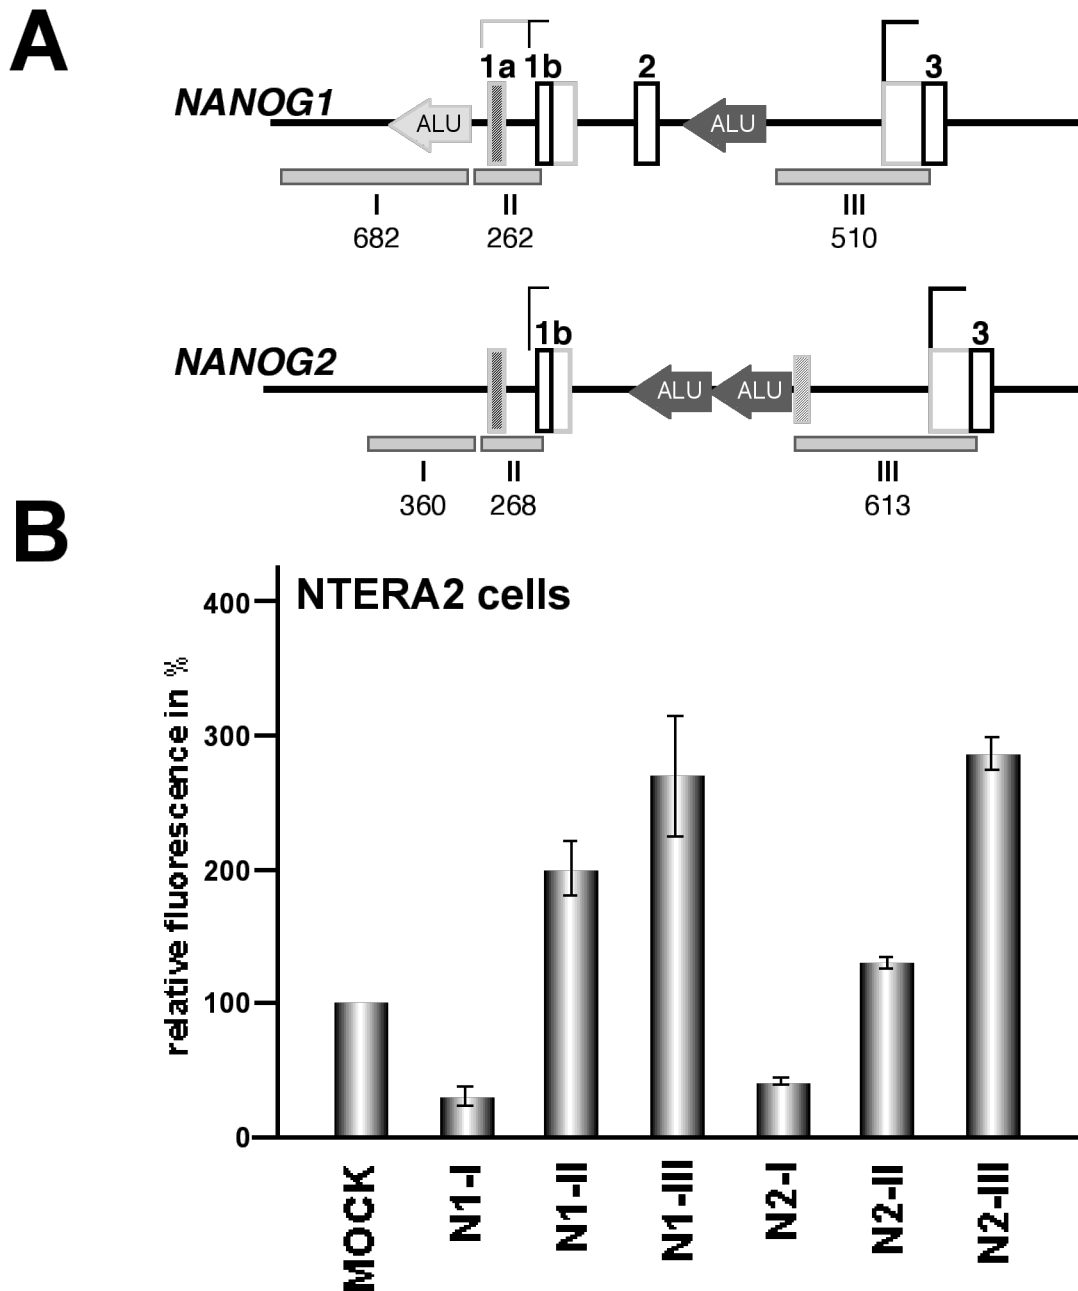 A
1a 1b 2 3
NANOG1
ALU ALU
I II III
682 262 510
1b 3
NANOG2
ALU ALU
I II III
360 268 613
B
NTERA2 cells
relative fluorescence in %
400
300
200
100
0
MOCK N1-I N1-II N1-III N2-I N2-II N2-III